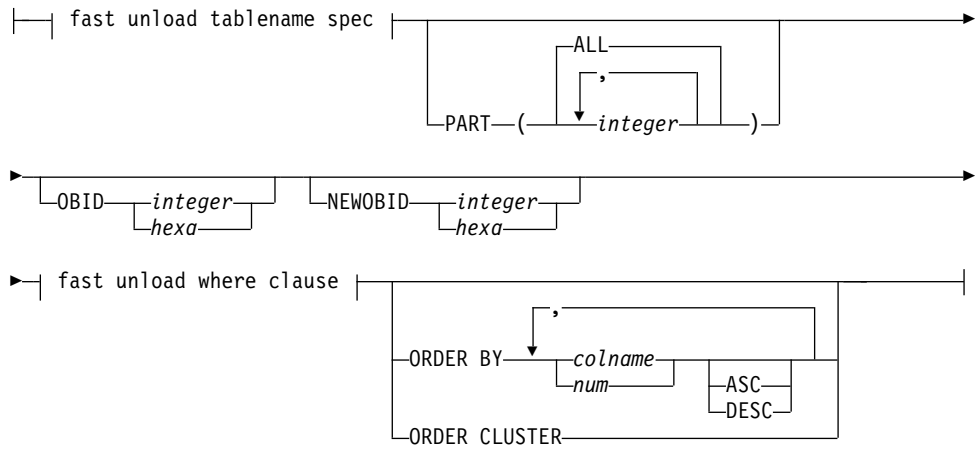 fast unload tablename spec
ALL
,
PART ( integer )
OBID integer NEWOBID integer
hexa hexa
fast unload where clause
,
ORDER BY colname
num ASC
DESC
ORDER CLUSTER